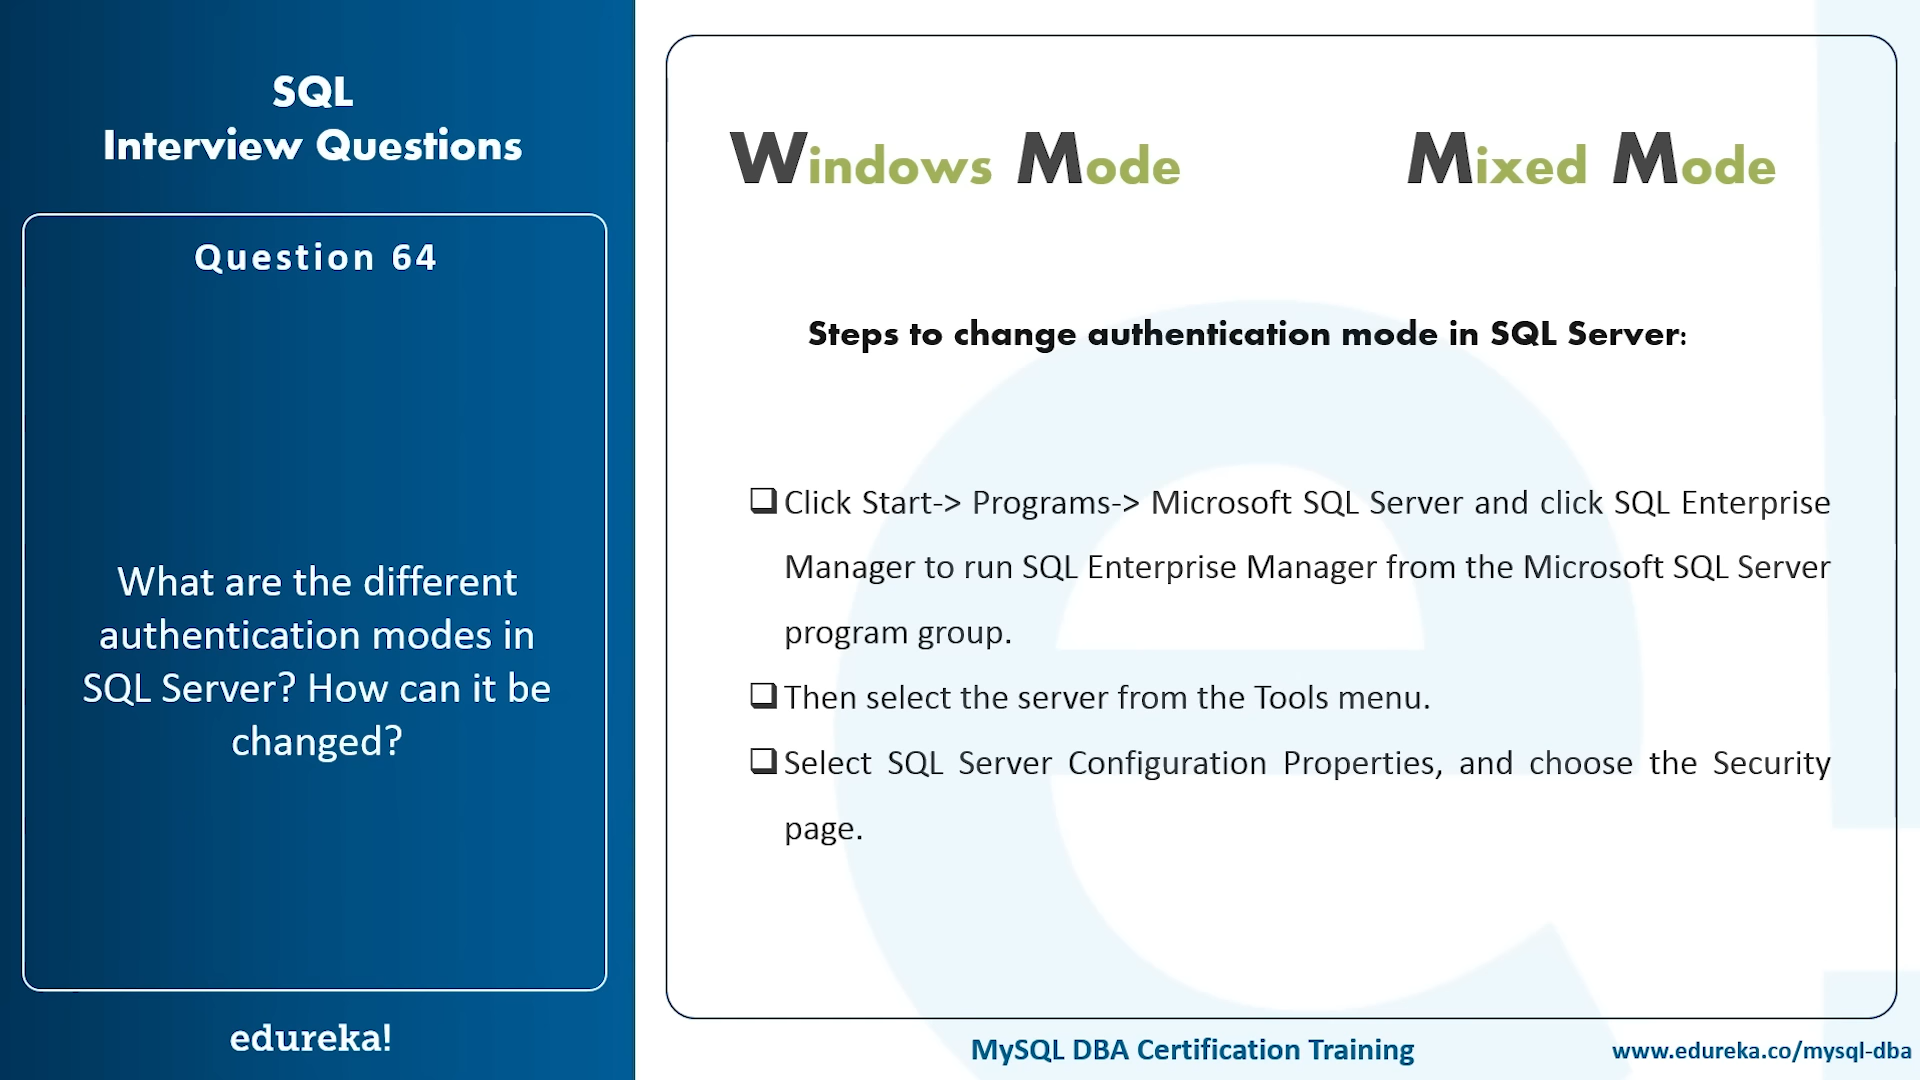 SQL
Interview Questions
Question 64
What are the different
authentication modes in
SQL Server? How can it be
changed?
edureka!
Windows Mode
Mixed Mode
Steps to change authentication mode in SQL Server:
❑ Click Start-> Programs-> Microsoft SQL Server and click SQL Enterprise
Manager to run SQL Enterprise Manager from the Microsoft SQL Server
program group.
❑ Then select the server from the Tools menu.
❑ Select SQL Server Configuration Properties, and choose the Security
page.
MySQL DBA Certification Training
www.edureka.co/mysql-dba